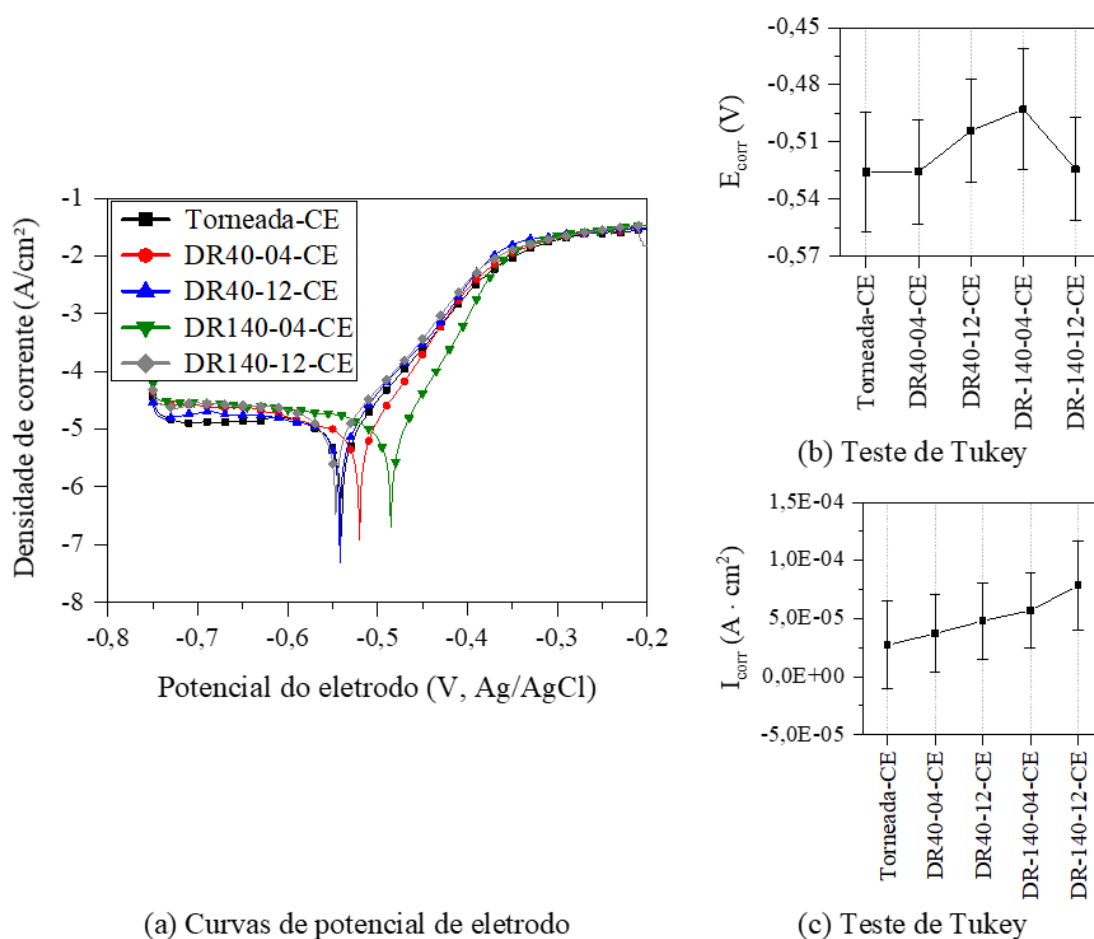 -1
-2
-3
-4
-5
-6
-7
-8
Densidade de corrente (A/cm²)
Torneada-CE
DR40-04-CE
DR40-12-CE
DR140-04-CE
DR140-12-CE
-0,8 -0,7 -0,6 -0,5 -0,4 -0,3 -0,2
Potencial do eletrodo (V, Ag/AgCl)
(a) Curvas de potencial de eletrodo
-0,45
-0,48
-0,51
-0,54
-0,57
E_corr (V)
Torneada-CE
DR40-04-CE
DR40-12-CE
DR-140-04-CE
DR-140-12-CE
(b) Teste de Tukey
1,5E-04
1,0E-04
5,0E-05
0,0E+00
-5,0E-05
I_corr (A · cm²)
Torneada-CE
DR40-04-CE
DR40-12-CE
DR-140-04-CE
DR-140-12-CE
(c) Teste de Tukey